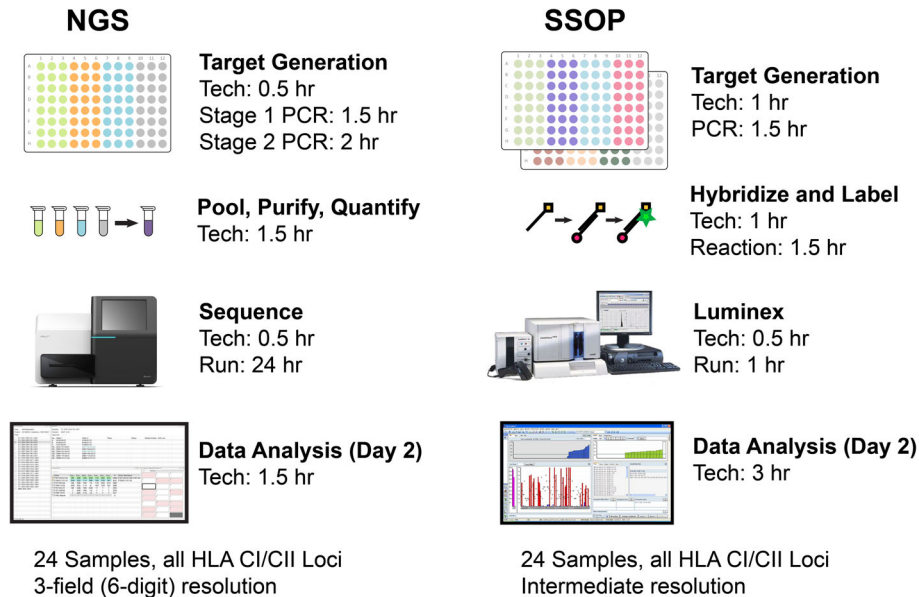 NGS
Target Generation
Tech: 0.5 hr
Stage 1 PCR: 1.5 hr
Stage 2 PCR: 2 hr
Pool, Purify, Quantify
Tech: 1.5 hr
Sequence
Tech: 0.5 hr
Run: 24 hr
Data Analysis (Day 2)
Tech: 1.5 hr
24 Samples, all HLA CI/CII Loci
3-field (6-digit) resolution
SSOP
Target Generation
Tech: 1 hr
PCR: 1.5 hr
Hybridize and Label
Tech: 1 hr
Reaction: 1.5 hr
Luminex
Tech: 0.5 hr
Run: 1 hr
Data Analysis (Day 2)
Tech: 3 hr
24 Samples, all HLA CI/CII Loci
Intermediate resolution